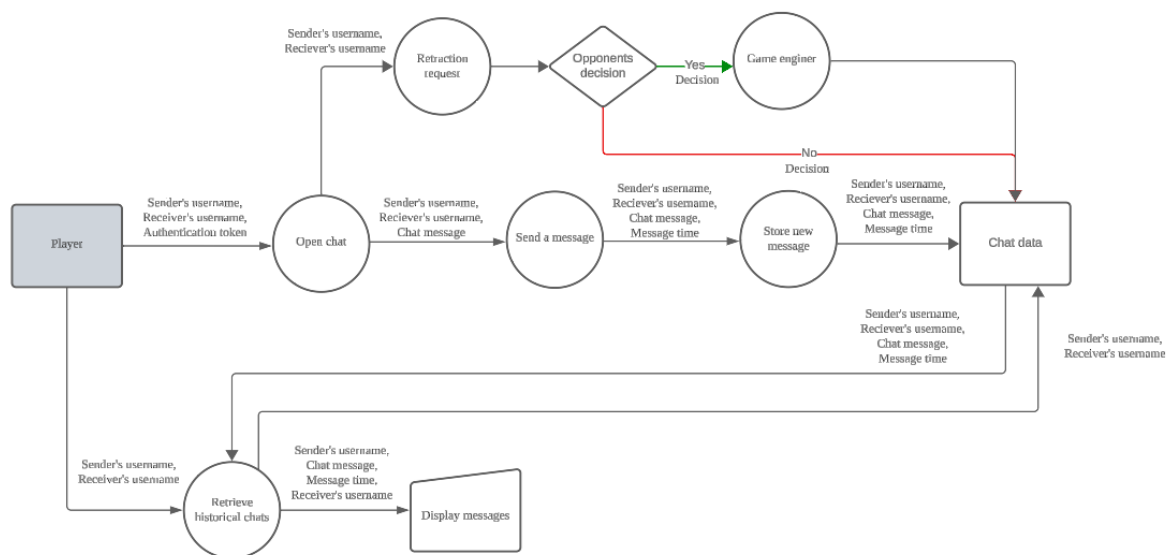 Sender's username,
Reciever's username
Retraction
request
Opponents
decision
Yes
Decision
Game enginer
No
Decision
Player
Sender's username,
Receiver's username,
Authentication token
Open chat
Sender's username,
Reciever's username,
Chat message
Send a message
Sender's username,
Reciever's username,
Chat message,
Message time
Store new
message
Sender's username,
Reciever's username,
Chat message,
Message time
Chat data
Sender's username,
Reciever's username,
Chat message,
Message time
Sender's username,
Receiver's username
Sender's username,
Receiver's username
Retrieve
historical chats
Sender's username,
Chat message,
Message time,
Receiver's username
Display messages